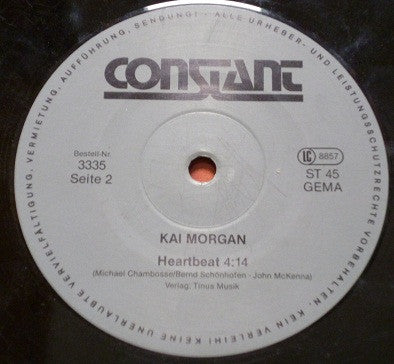 CONSTANT
Bestell-Nr.
3335
Seite 2
LC 8857
ST 45
GEMA
KAI MORGAN
Heartbeat 4:14
(Michael Chambosse/Bernd Schönhofen - John McKenna)
Verlag: Tinus Musik
ALLE URHEBER- UND LEISTUNGSSCHUTZRECHTE VORBEHALTEN. KEIN VERLEIH! KEINE UNERLAUBTE VERVIELFÄLTIGUNG, VERMIETUNG, AUFFÜHRUNG, SENDUNG!